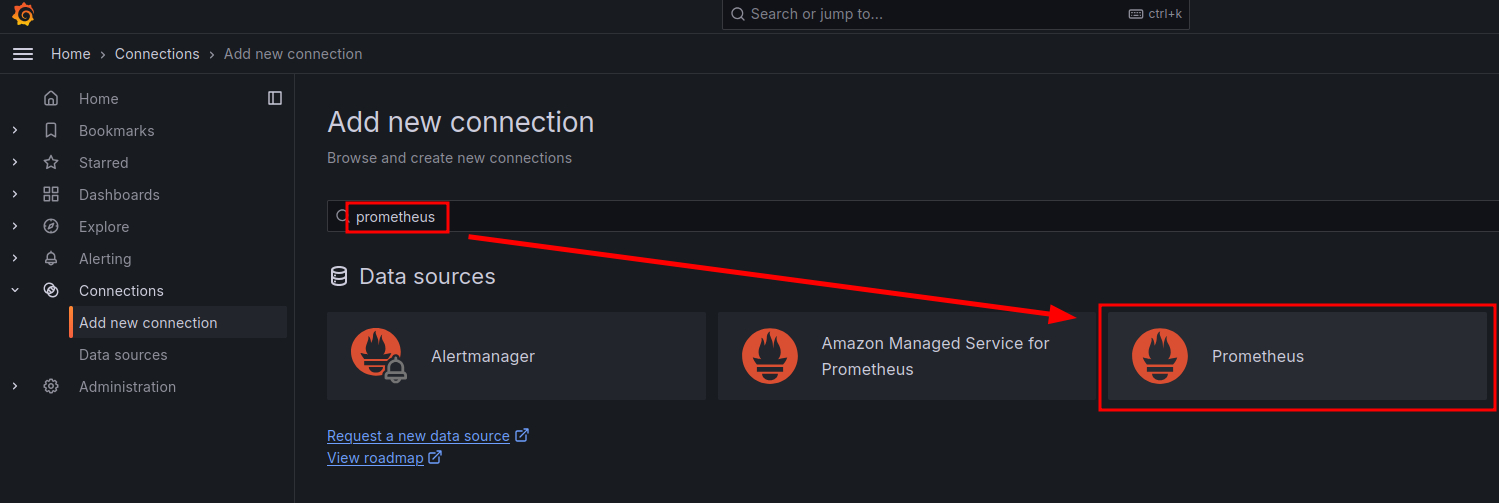 Search or jump to...
ctrl+k
Home › Connections › Add new connection
Home
Bookmarks
Starred
Dashboards
Explore
Alerting
Connections
Add new connection
Data sources
Administration
Add new connection
Browse and create new connections
prometheus
Data sources
Alertmanager
Amazon Managed Service for
Prometheus
Prometheus
Request a new data source
View roadmap